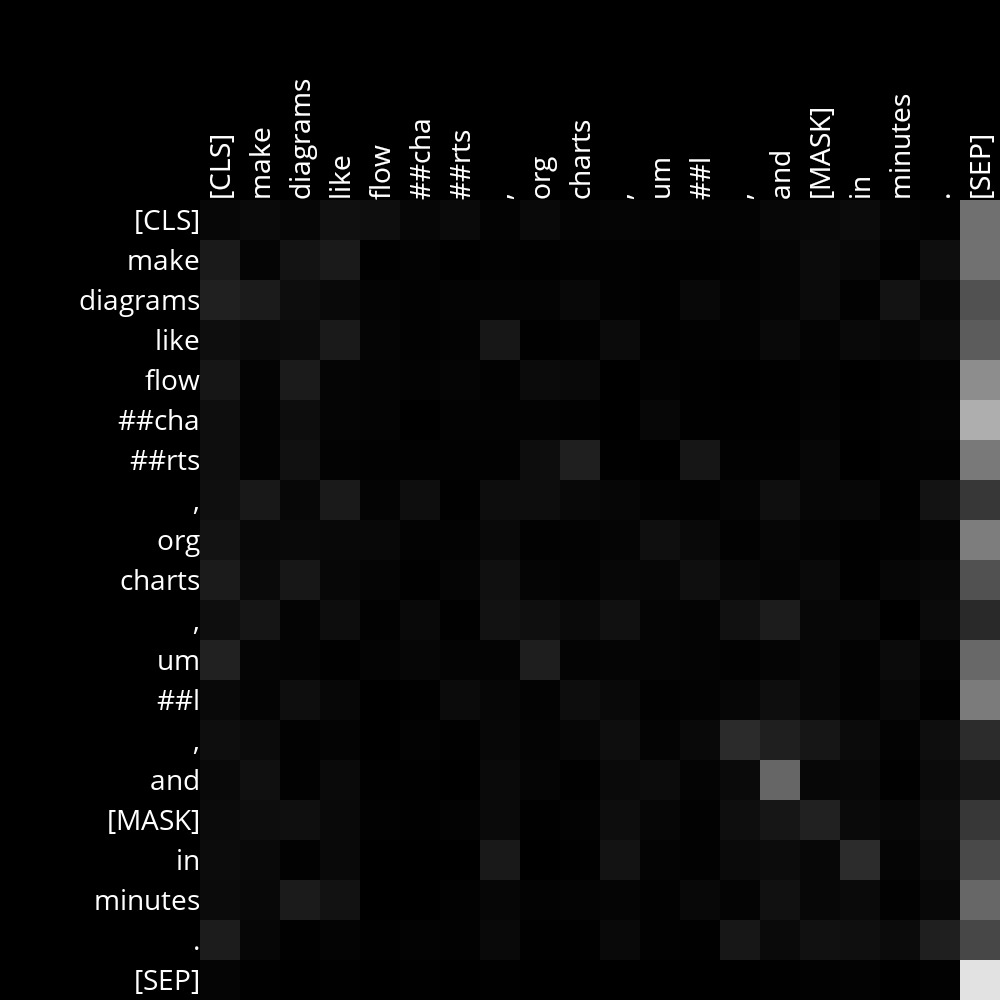 [CLS] make diagrams like flow ##cha ##rts , org charts , um ##l , and [MASK] in minutes . [SEP]
[CLS]
make
diagrams
like
flow
##cha
##rts
,
org
charts
,
um
##l
,
and
[MASK]
in
minutes
.
[SEP]